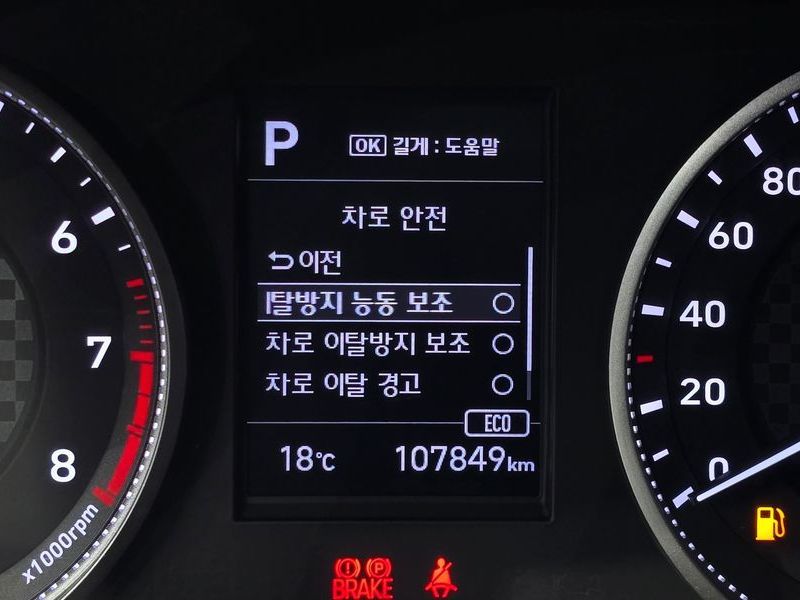 P
OK 길게 : 도움말
차로 안전
이전
탈방지 능동 보조
차로 이탈방지 보조
차로 이탈 경고
ECO
18℃ 107849km
6
7
8
x1000rpm
80
60
40
20
0
P
BRAKE